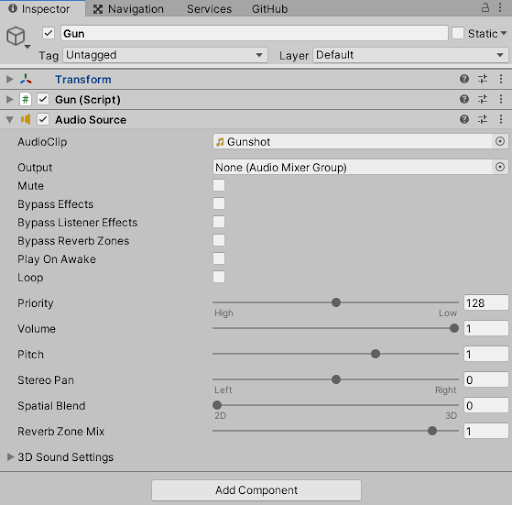 Inspector Navigation Services GitHub
Gun Static
Tag Untagged Layer Default
Transform
# Gun (Script)
Audio Source
AudioClip Gunshot
Output None (Audio Mixer Group)
Mute
Bypass Effects
Bypass Listener Effects
Bypass Reverb Zones
Play On Awake
Loop
Priority 128
High Low
Volume 1
Pitch 1
Stereo Pan 0
Left Right
Spatial Blend 0
2D 3D
Reverb Zone Mix 1
3D Sound Settings
Add Component